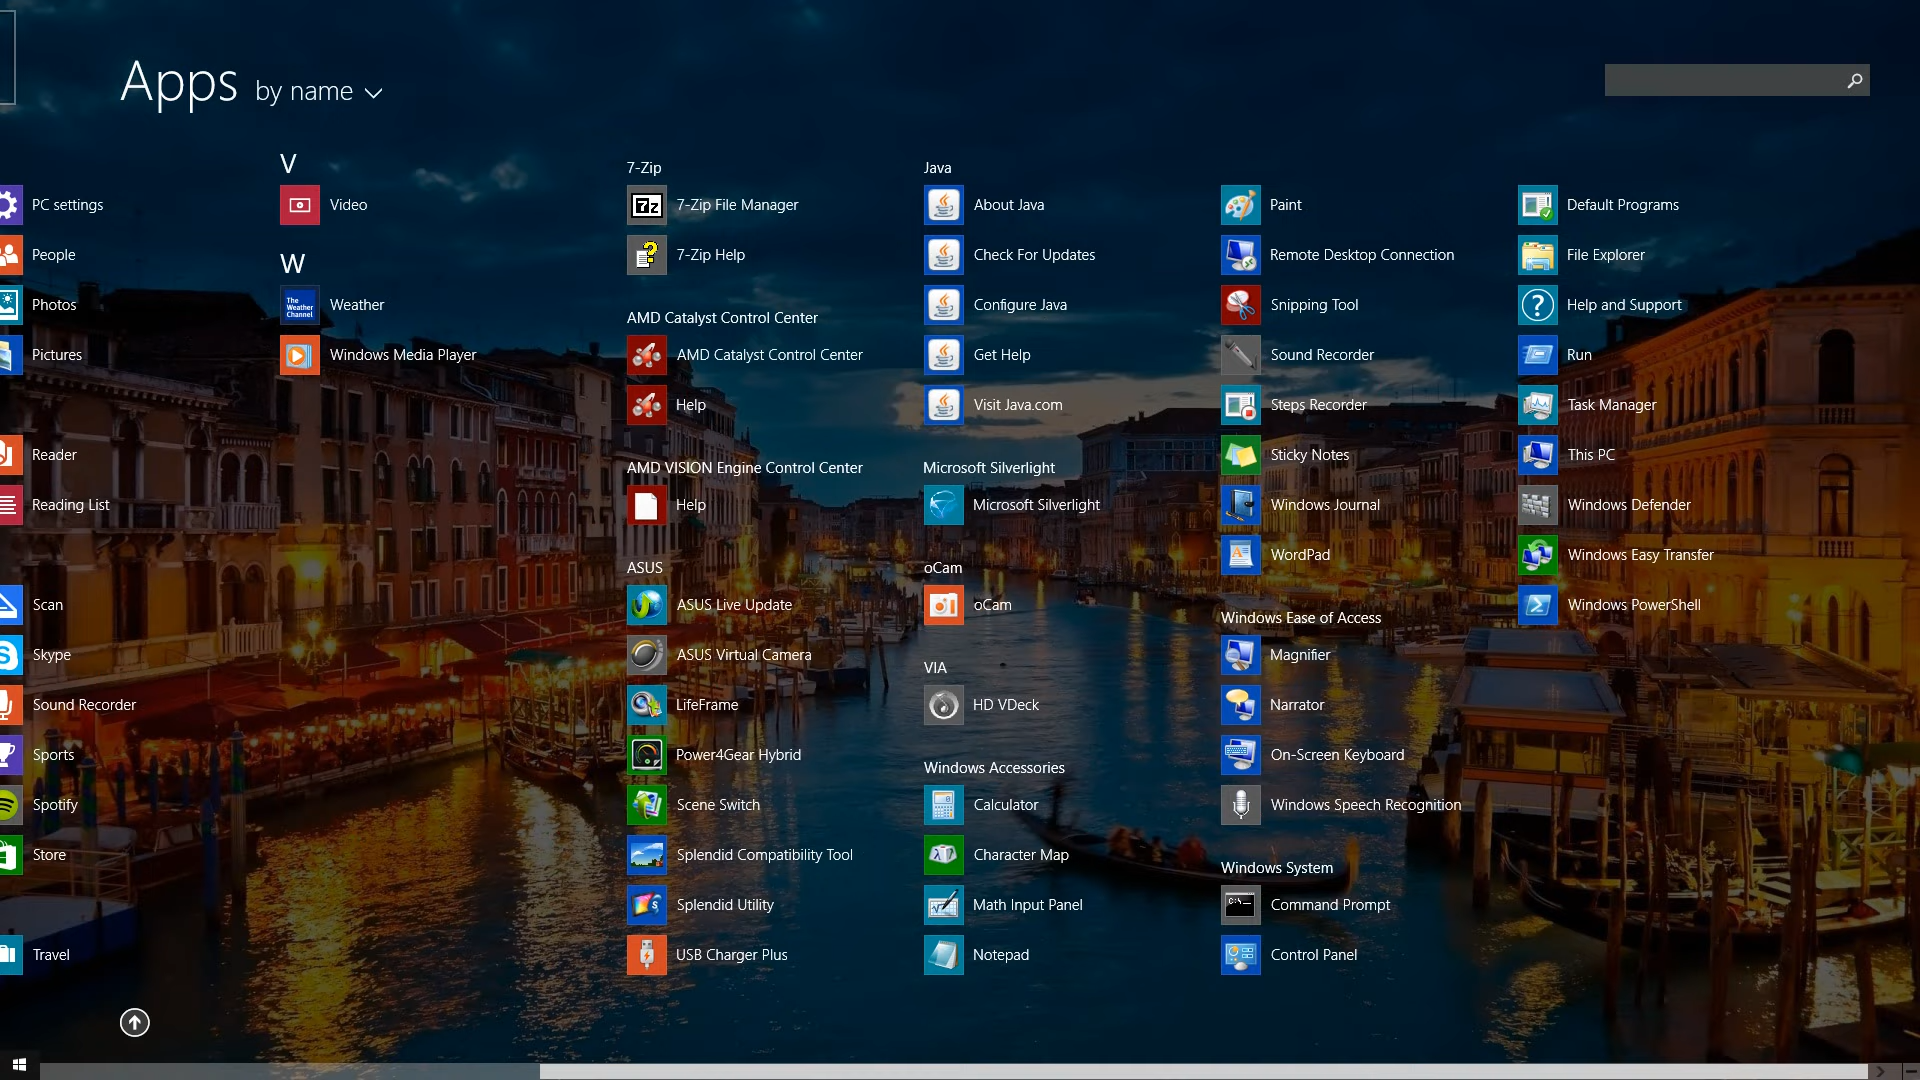 Apps by name
PC settings
People
Photos
Pictures
Reader
Reading List
Scan
Skype
Sound Recorder
Sports
Spotify
Store
Travel
V
Video
W
The Weather Channel
Weather
Windows Media Player
7-Zip
7-Zip File Manager
7-Zip Help
AMD Catalyst Control Center
AMD Catalyst Control Center
Help
AMD VISION Engine Control Center
Help
ASUS
ASUS Live Update
ASUS Virtual Camera
LifeFrame
Power4Gear Hybrid
Scene Switch
Splendid Compatibility Tool
Splendid Utility
USB Charger Plus
Java
About Java
Check For Updates
Configure Java
Get Help
Visit Java.com
Microsoft Silverlight
Microsoft Silverlight
oCam
oCam
VIA
HD VDeck
Windows Accessories
Calculator
Character Map
Math Input Panel
Notepad
Paint
Remote Desktop Connection
Snipping Tool
Sound Recorder
Steps Recorder
Sticky Notes
Windows Journal
WordPad
Windows Ease of Access
Magnifier
Narrator
On-Screen Keyboard
Windows Speech Recognition
Windows System
Command Prompt
Control Panel
Default Programs
File Explorer
Help and Support
Run
Task Manager
This PC
Windows Defender
Windows Easy Transfer
Windows PowerShell